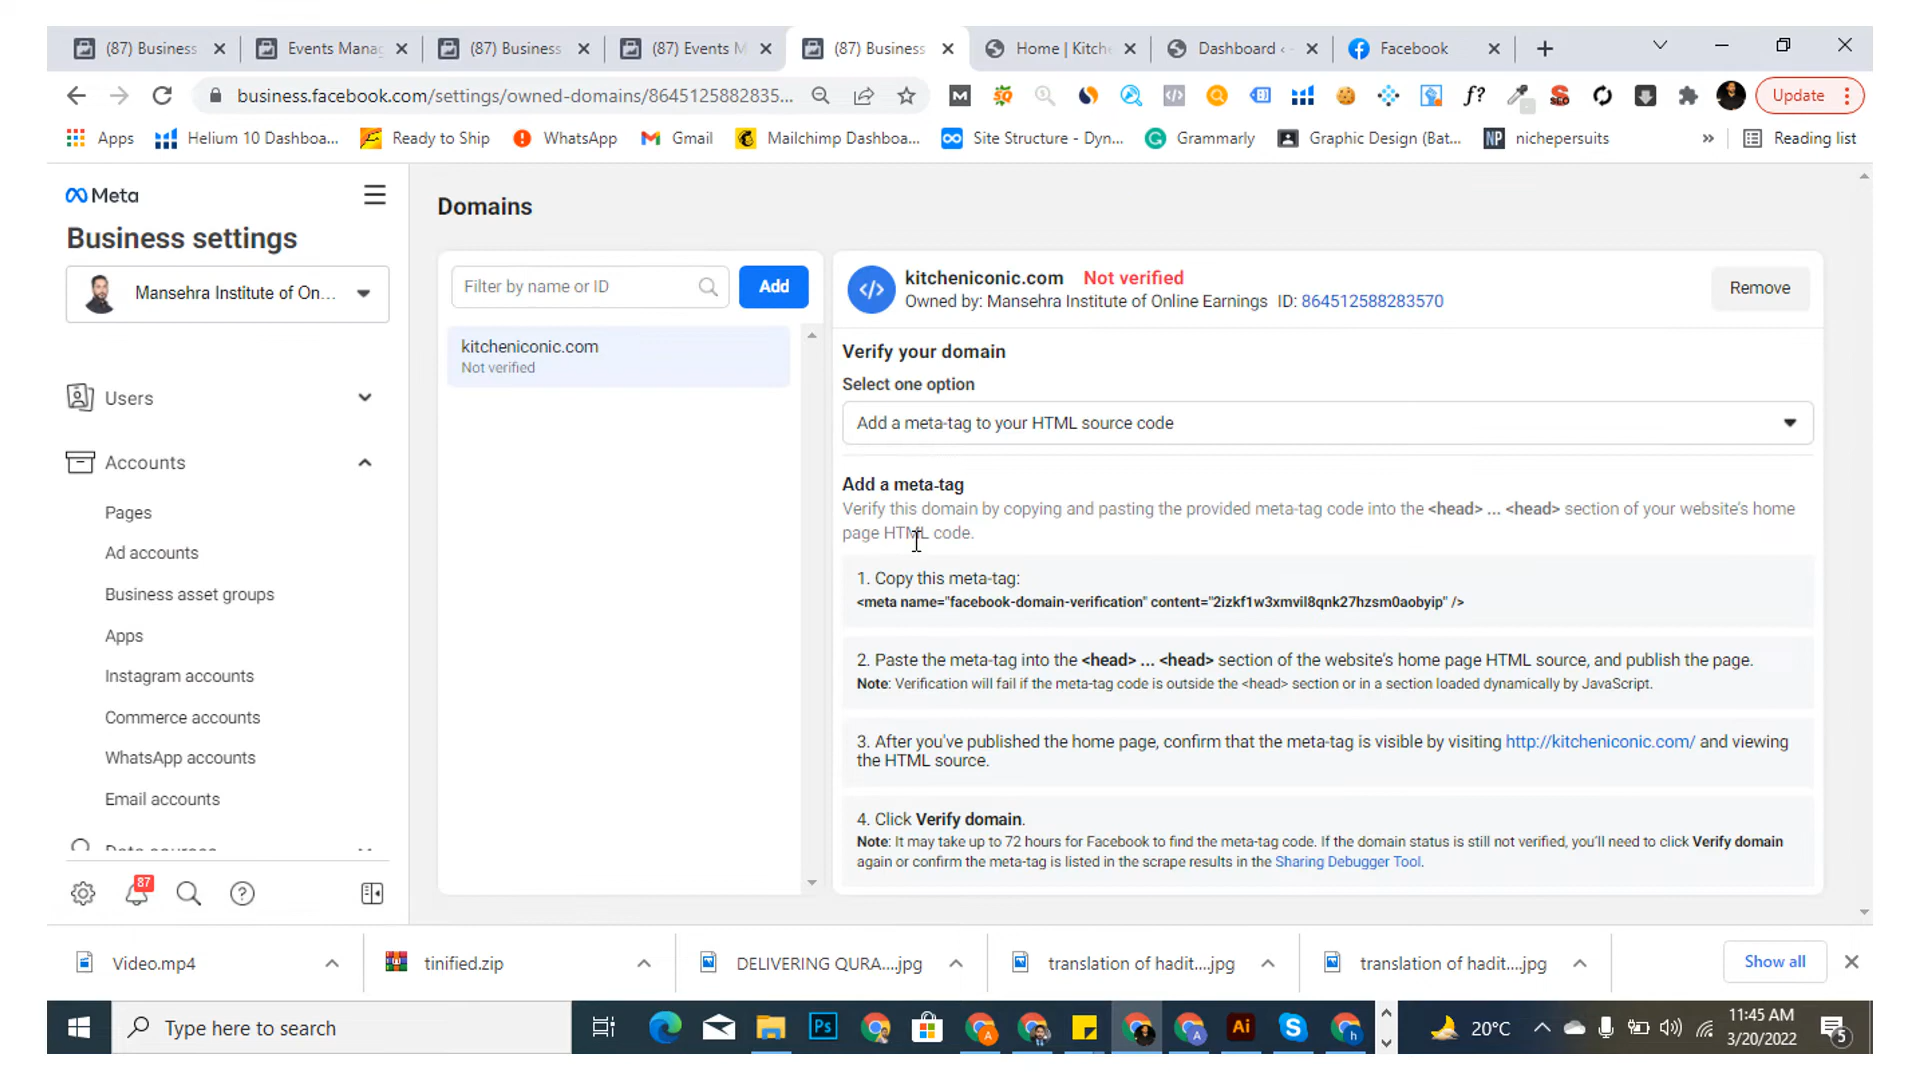 (87) Business
Events Mana
(87) Business
(87) Events M
(87) Business
Home | Kitch
Dashboard ‹
Facebook
business.facebook.com/settings/owned-domains/8645125882835...
Update
Apps
Helium 10 Dashboa...
Ready to Ship
WhatsApp
Gmail
Mailchimp Dashboa...
Site Structure - Dyn...
Grammarly
Graphic Design (Bat...
nichepersuits
»
Reading list
Meta
Business settings
Mansehra Institute of On...
Users
Accounts
Pages
Ad accounts
Business asset groups
Apps
Instagram accounts
Commerce accounts
WhatsApp accounts
Email accounts
87
Domains
Filter by name or ID
Add
kitcheniconic.com
Not verified
kitcheniconic.com Not verified
Owned by: Mansehra Institute of Online Earnings ID: 864512588283570
Remove
Verify your domain
Select one option
Add a meta-tag to your HTML source code
Add a meta-tag
Verify this domain by copying and pasting the provided meta-tag code into the <head> ... <head> section of your website's home
page HTML code.
1. Copy this meta-tag:
<meta name="facebook-domain-verification" content="2izkf1w3xmvil8qnk27hzsm0aobyip" />
2. Paste the meta-tag into the <head> ... <head> section of the website's home page HTML source, and publish the page.
Note: Verification will fail if the meta-tag code is outside the <head> section or in a section loaded dynamically by JavaScript.
3. After you've published the home page, confirm that the meta-tag is visible by visiting http://kitcheniconic.com/ and viewing
the HTML source.
4. Click Verify domain.
Note: It may take up to 72 hours for Facebook to find the meta-tag code. If the domain status is still not verified, you'll need to click Verify domain
again or confirm the meta-tag is listed in the scrape results in the Sharing Debugger Tool.
Video.mp4
tinified.zip
DELIVERING QURA....jpg
translation of hadit....jpg
translation of hadit....jpg
Show all
Type here to search
20°C
11:45 AM
3/20/2022
5